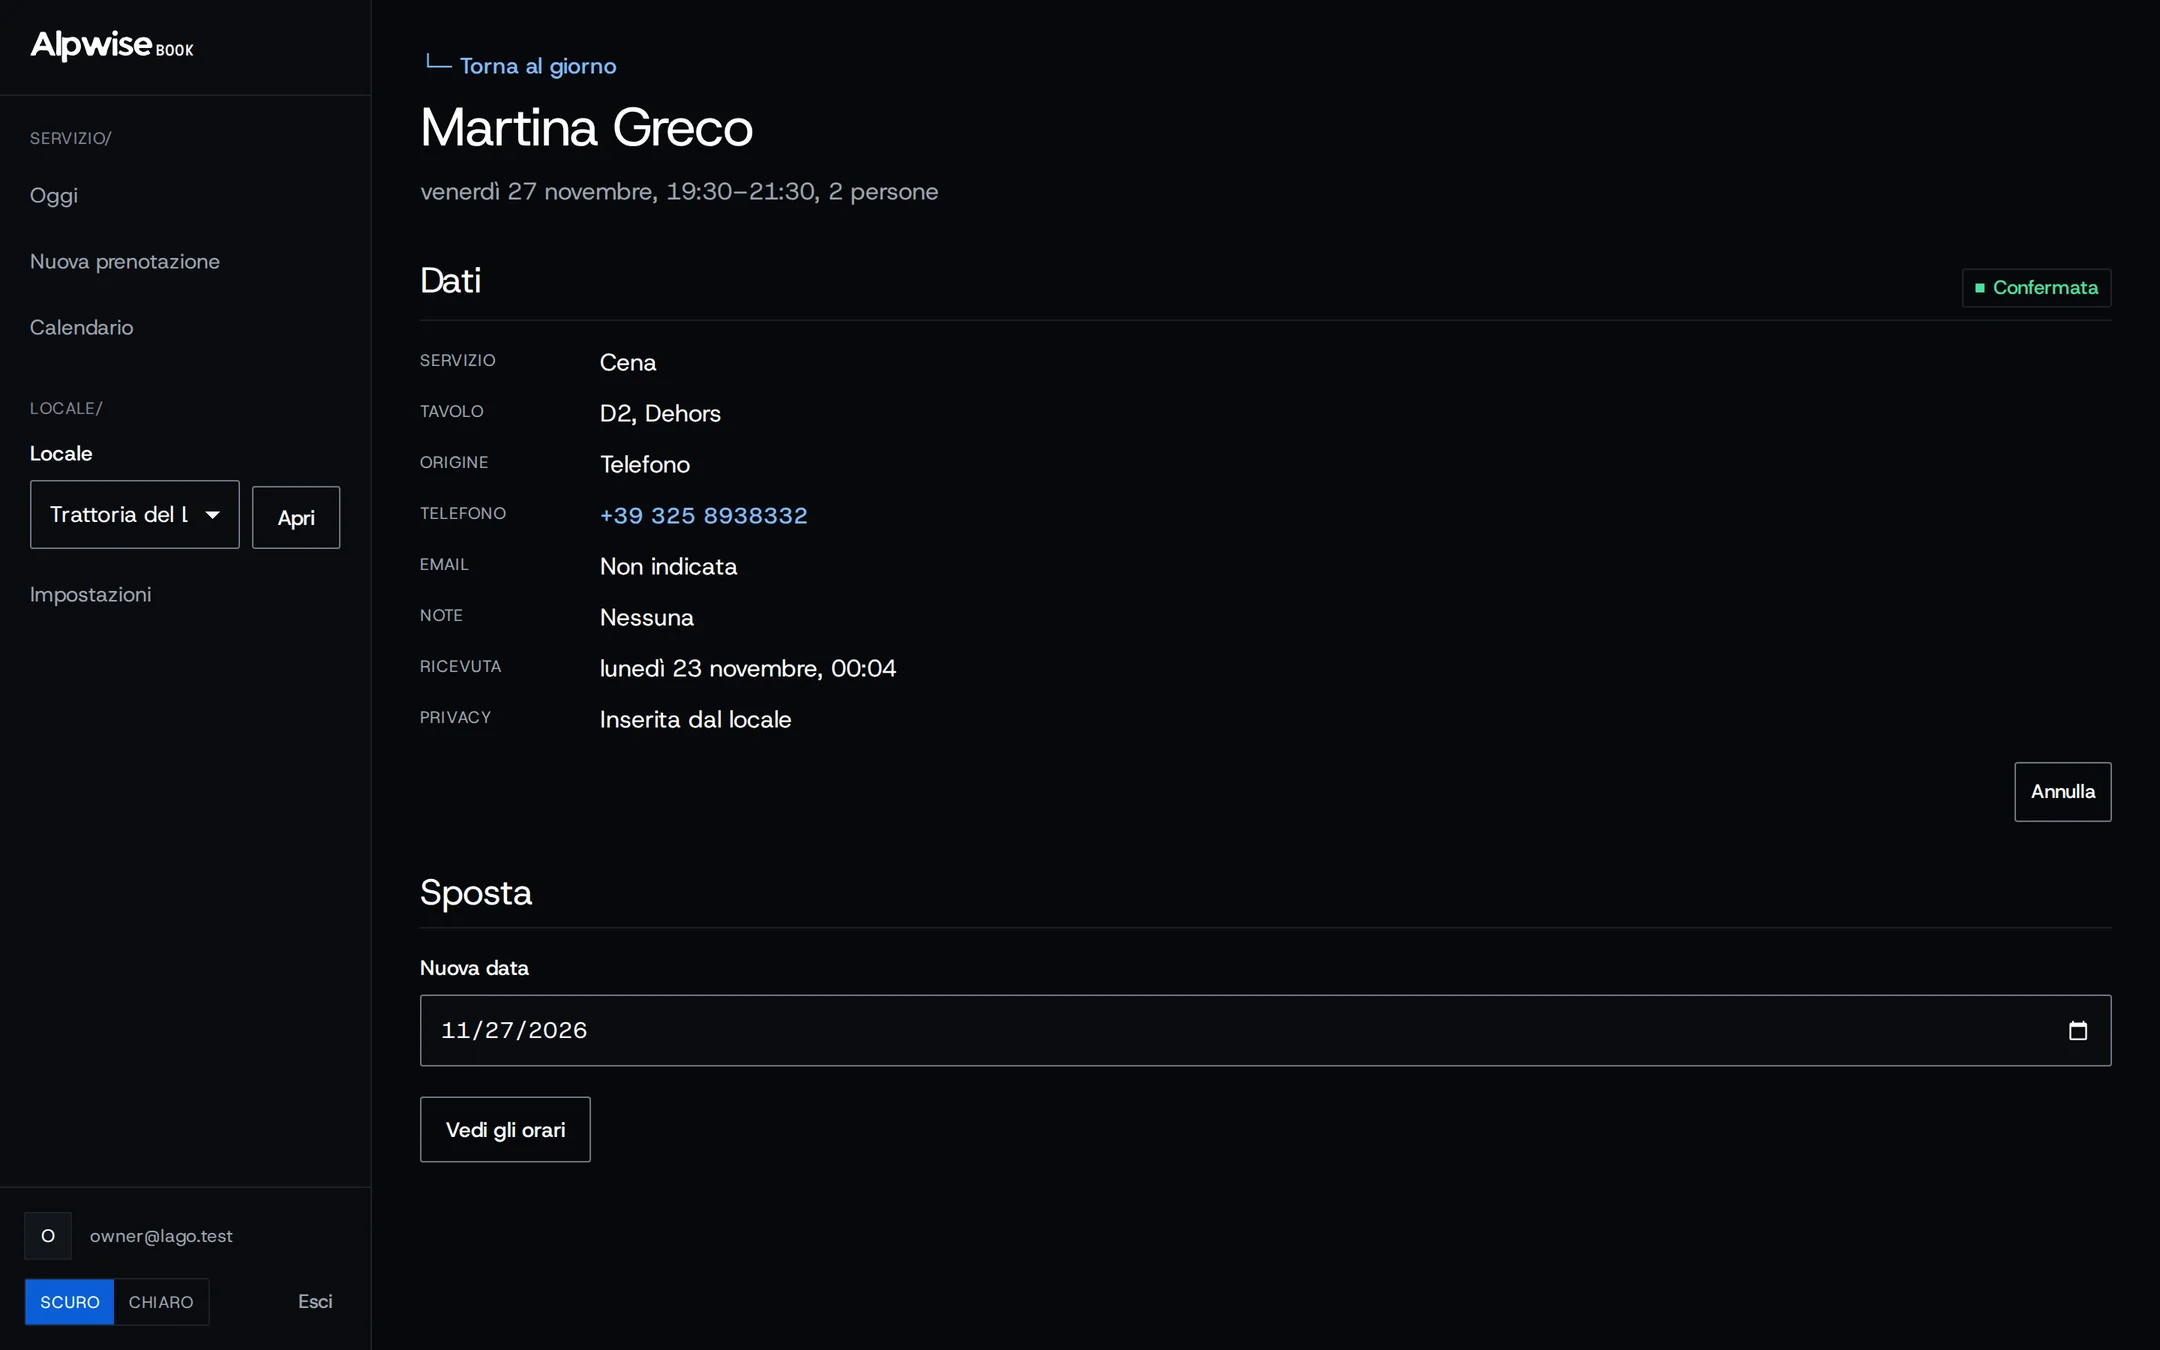 Alpwise BOOK
SERVIZIO/
Oggi
Nuova prenotazione
Calendario
LOCALE/
Locale
Trattoria del l
Apri
Impostazioni
O
owner@lago.test
SCURO
CHIARO
Esci
Torna al giorno
Martina Greco
venerdì 27 novembre, 19:30–21:30, 2 persone
Dati
Confermata
SERVIZIO Cena
TAVOLO D2, Dehors
ORIGINE Telefono
TELEFONO +39 325 8938332
EMAIL Non indicata
NOTE Nessuna
RICEVUTA lunedì 23 novembre, 00:04
PRIVACY Inserita dal locale
Annulla
Sposta
Nuova data
11/27/2026
Vedi gli orari